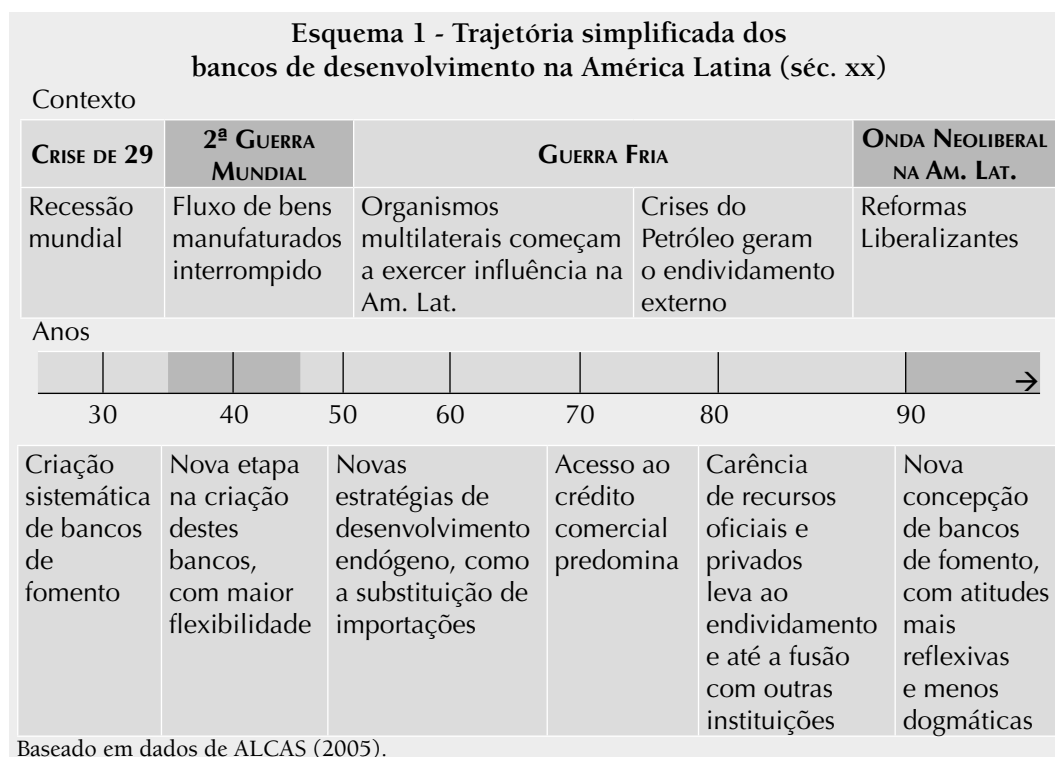 Esquema 1 - Trajetória simplificada dos
bancos de desenvolvimento na América Latina (séc. XX)
Contexto
CRISE DE 29
2ª GUERRA
MUNDIAL
GUERRA FRIA
ONDA NEOLIBERAL
NA AM. LAT.
Recessão
mundial
Fluxo de bens
manufaturados
interrompido
Organismos
multilaterais começam
a exercer influência na
Am. Lat.
Crises do
Petróleo geram
o endividamento
externo
Reformas
Liberalizantes
Anos
30 40 50 60 70 80 90
Criação
sistemática
de bancos
de
fomento
Nova etapa
na criação
destes
bancos,
com maior
flexibilidade
Novas
estratégias de
desenvolvimento
endógeno, como
a substituição de
importações
Acesso ao
crédito
comercial
predomina
Carência
de recursos
oficiais e
privados
leva ao
endividamento
e até a fusão
com outras
instituições
Nova
concepção
de bancos
de fomento,
com atitudes
mais
reflexivas
e menos
dogmáticas
Baseado em dados de ALCAS (2005).